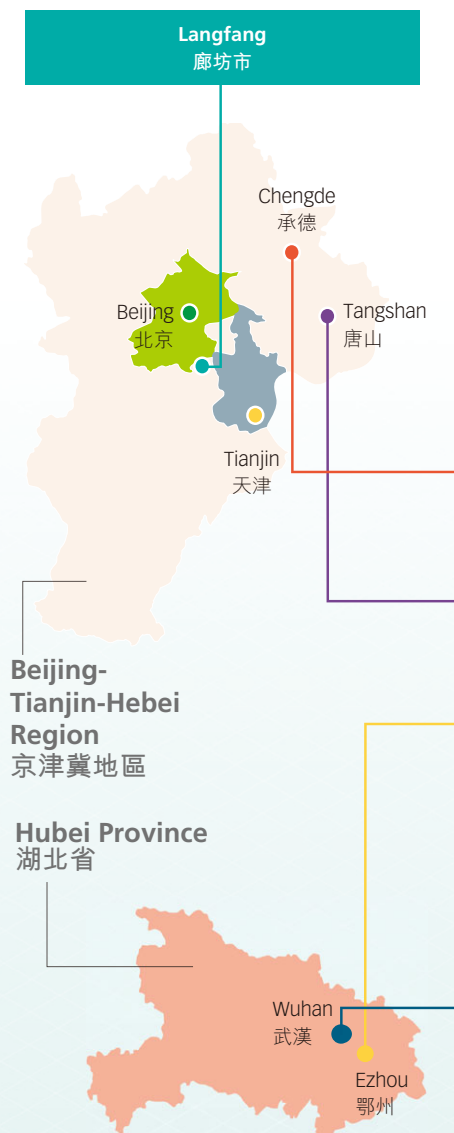 Langfang
廊坊市
Chengde
承德
Beijing
北京
Tangshan
唐山
Tianjin
天津
Beijing-
Tianjin-Hebei
Region
京津冀地區
Hubei Province
湖北省
Wuhan
武漢
Ezhou
鄂州